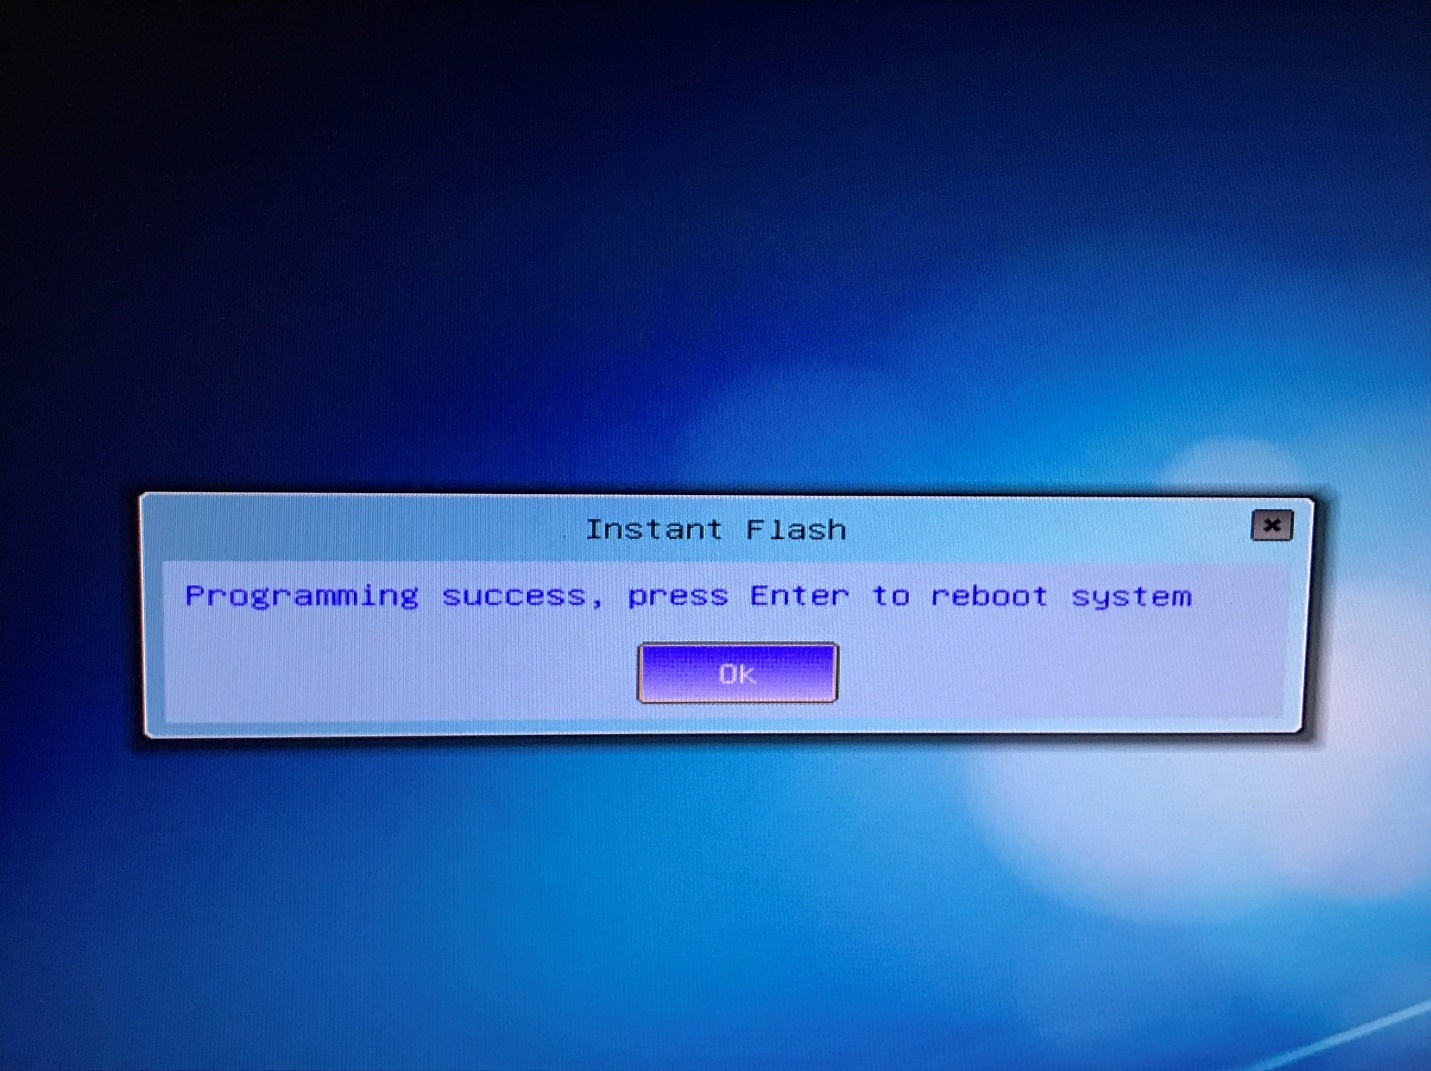 Instant Flash
Programming success, press Enter to reboot system
Ok